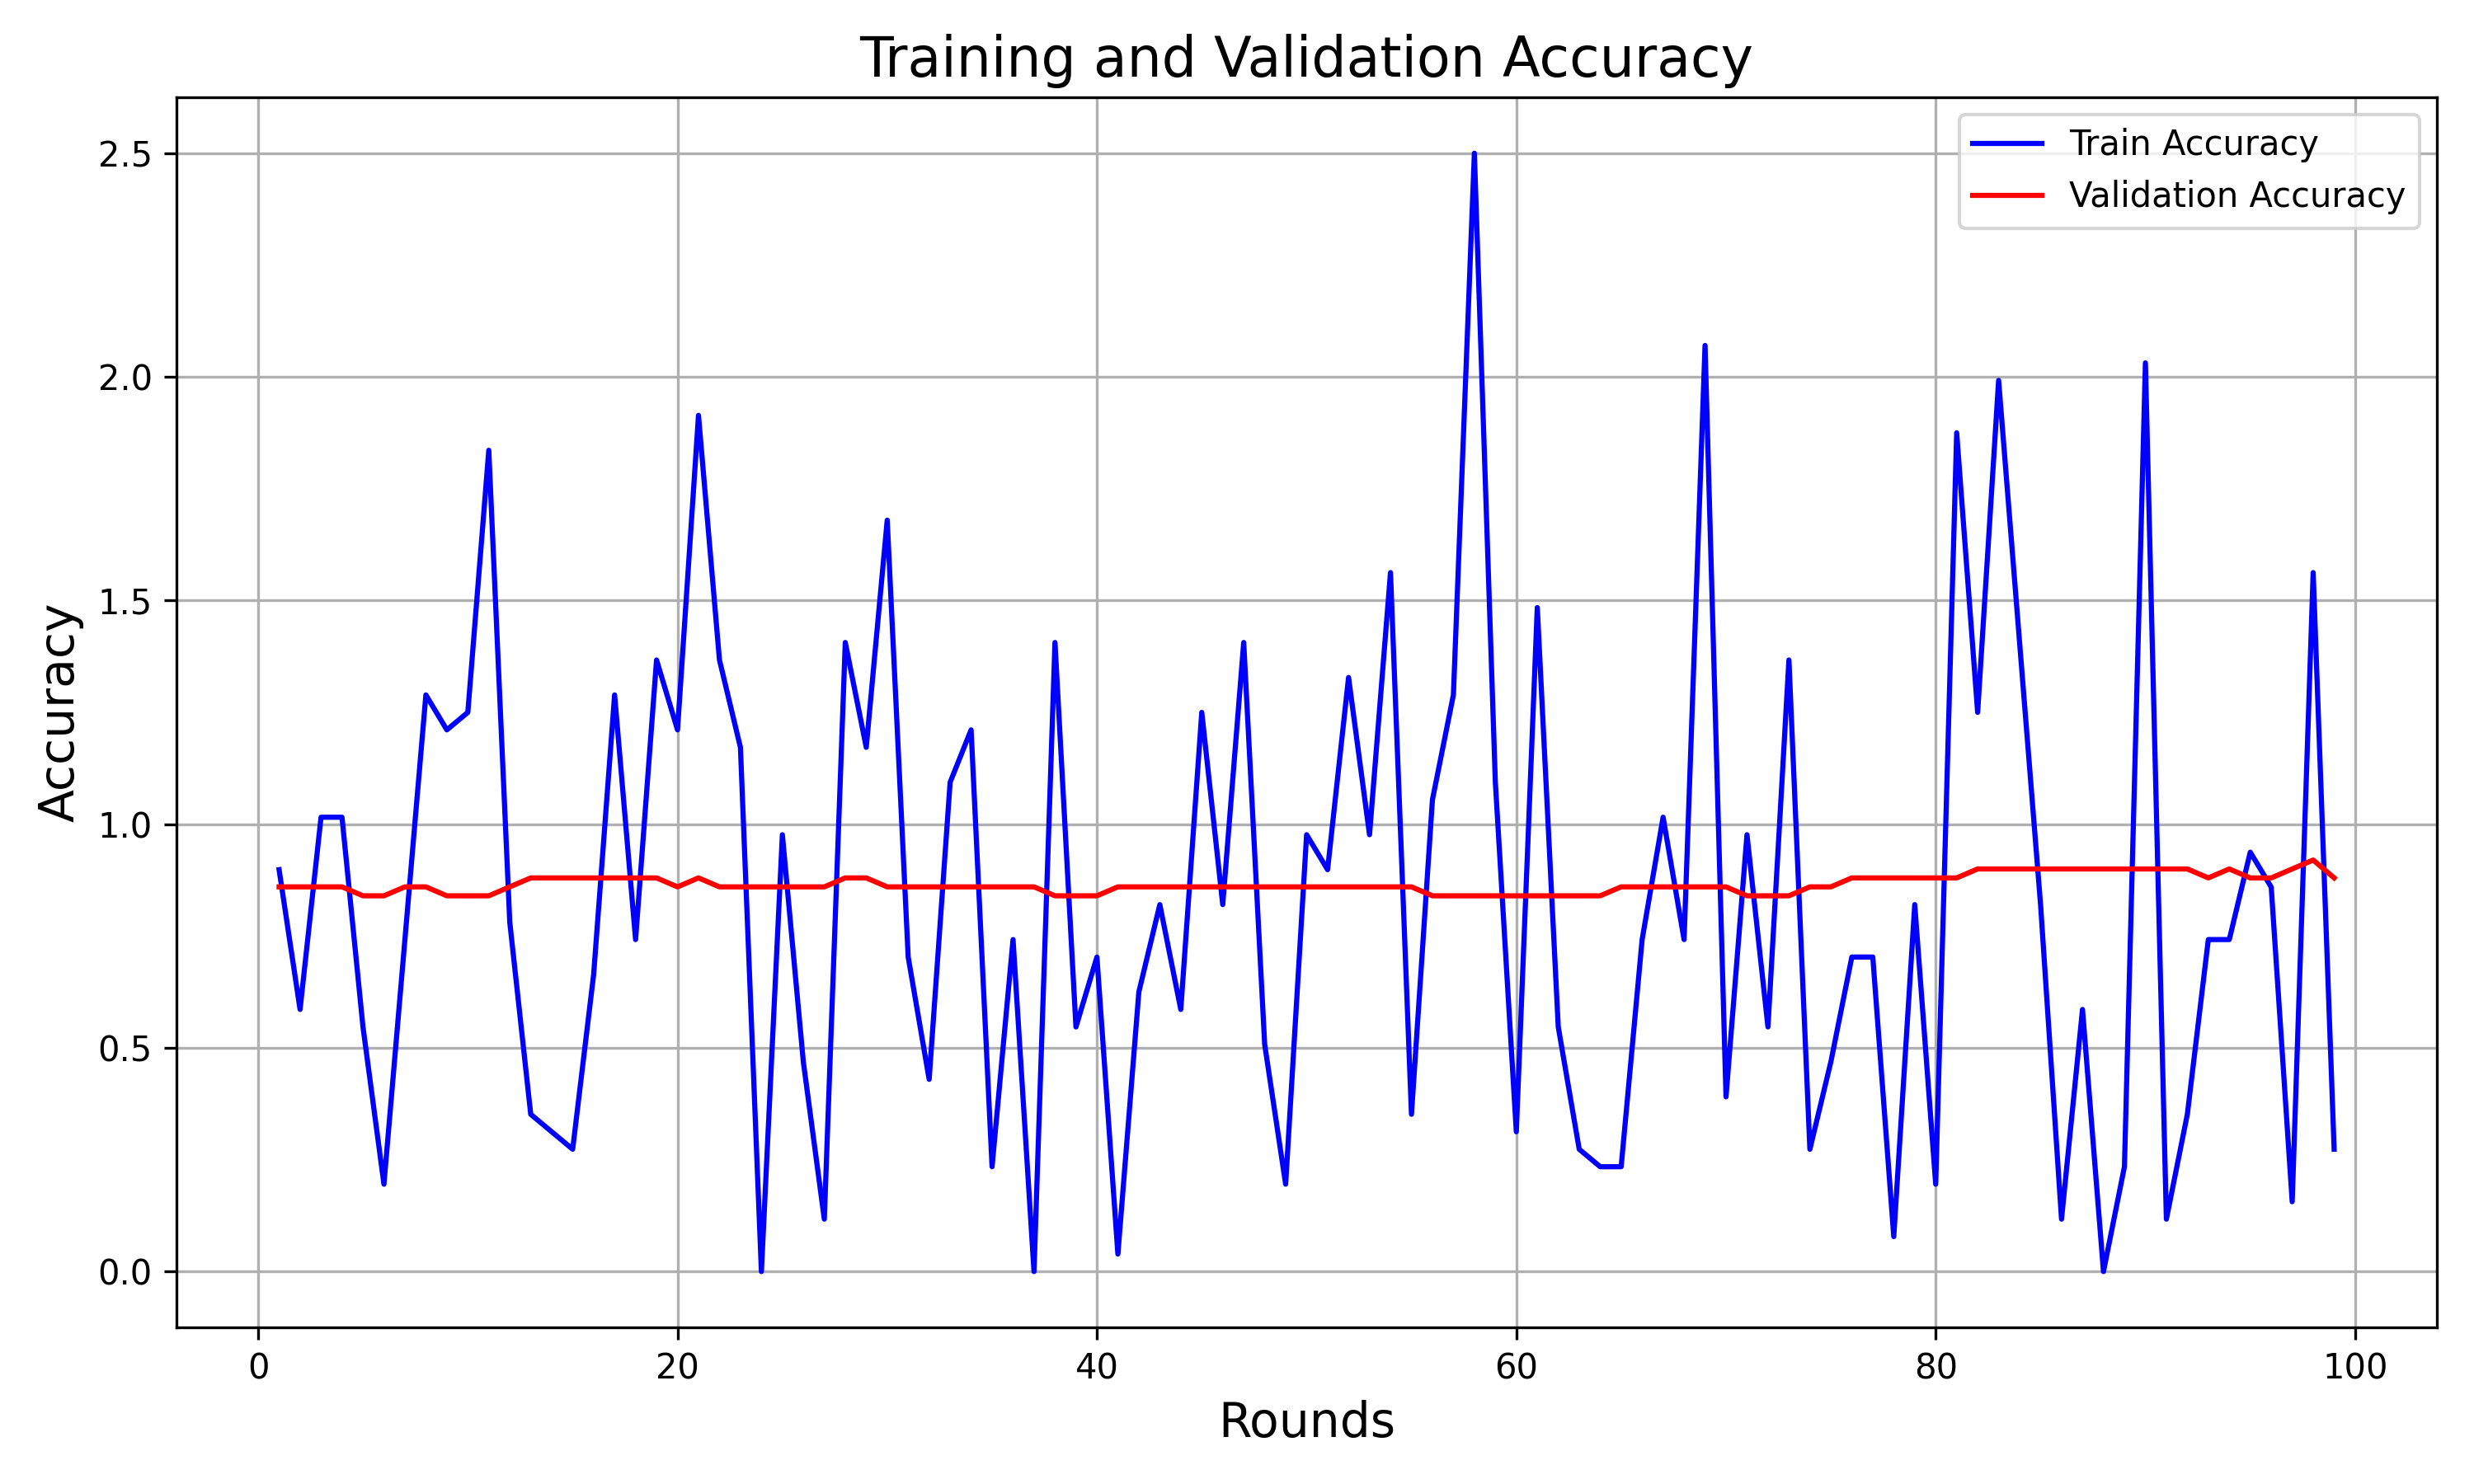 Training and Validation Accuracy
Train Accuracy
Validation Accuracy
2.5
2.0
1.5
1.0
0.5
0.0
Accuracy
0 20 40 60 80 100
Rounds